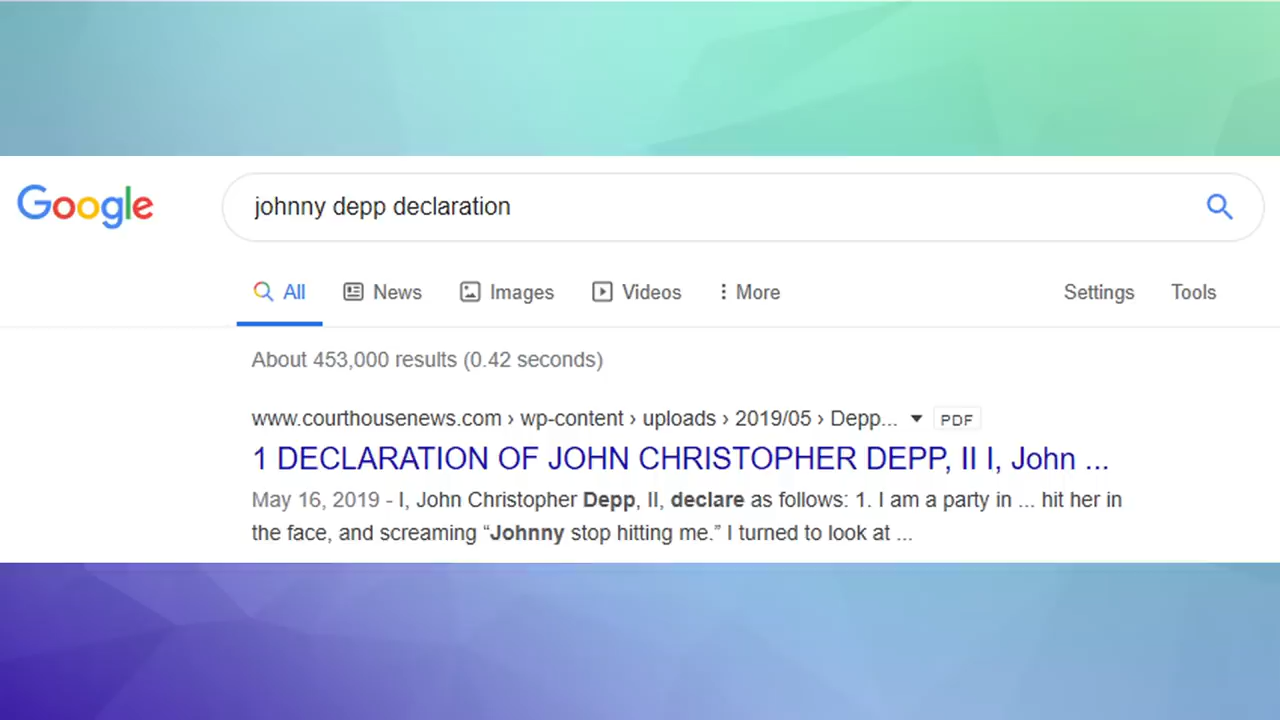 Google
johnny depp declaration
All News Images Videos More Settings Tools
About 453,000 results (0.42 seconds)
www.courthousenews.com › wp-content › uploads › 2019/05 › Depp... PDF
1 DECLARATION OF JOHN CHRISTOPHER DEPP, II I, John ...
May 16, 2019 - I, John Christopher Depp, II, declare as follows: 1. I am a party in ... hit her in
the face, and screaming “Johnny stop hitting me.” I turned to look at ...